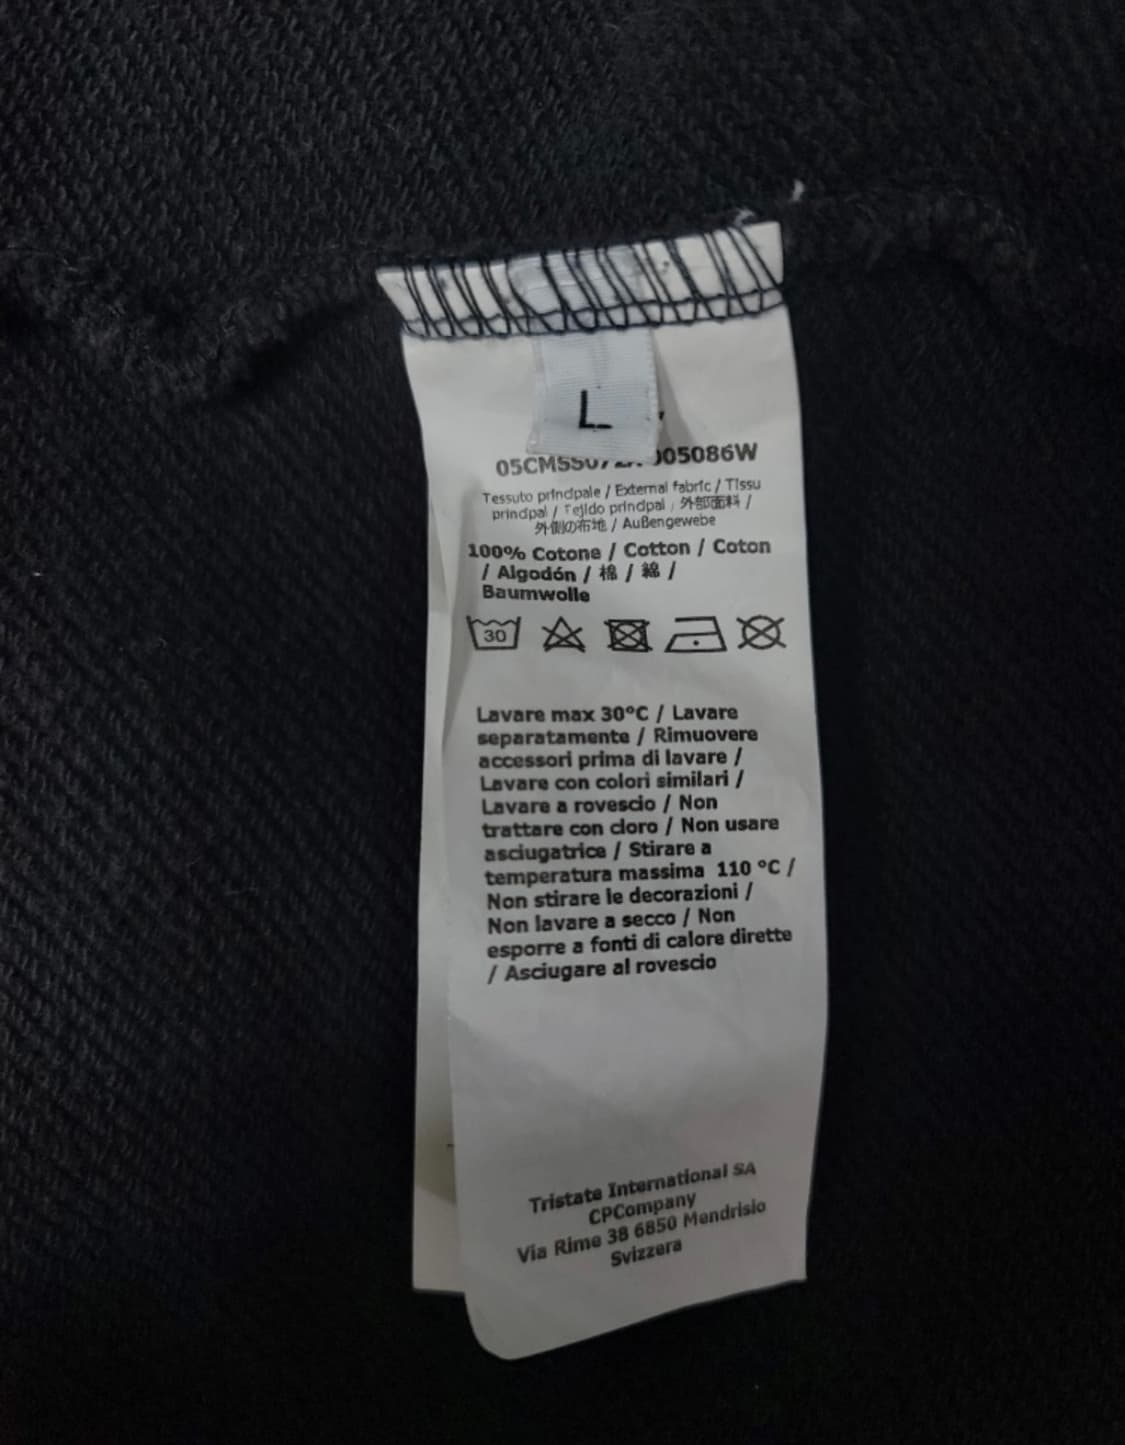 L
005086W
Tessuto principale / External fabric / Tissu
principal / Tejido principal / 外部面料 /
外側の布地 / Außengewebe
100% Cotone / Cotton / Coton
/ Algodón / 棉 / 綿 /
Baumwolle
30
Lavare max 30°C / Lavare
separatamente / Rimuovere
accessori prima di lavare /
Lavare con colori similari /
Lavare a rovescio / Non
trattare con cloro / Non usare
asciugatrice / Stirare a
temperatura massima 110 °C /
Non stirare le decorazioni /
Non lavare a secco / Non
esporre a fonti di calore dirette
/ Asciugare al rovescio
Tristate International SA
CPCompany
Via Rime 38 6850 Mendrisio
Svizzera